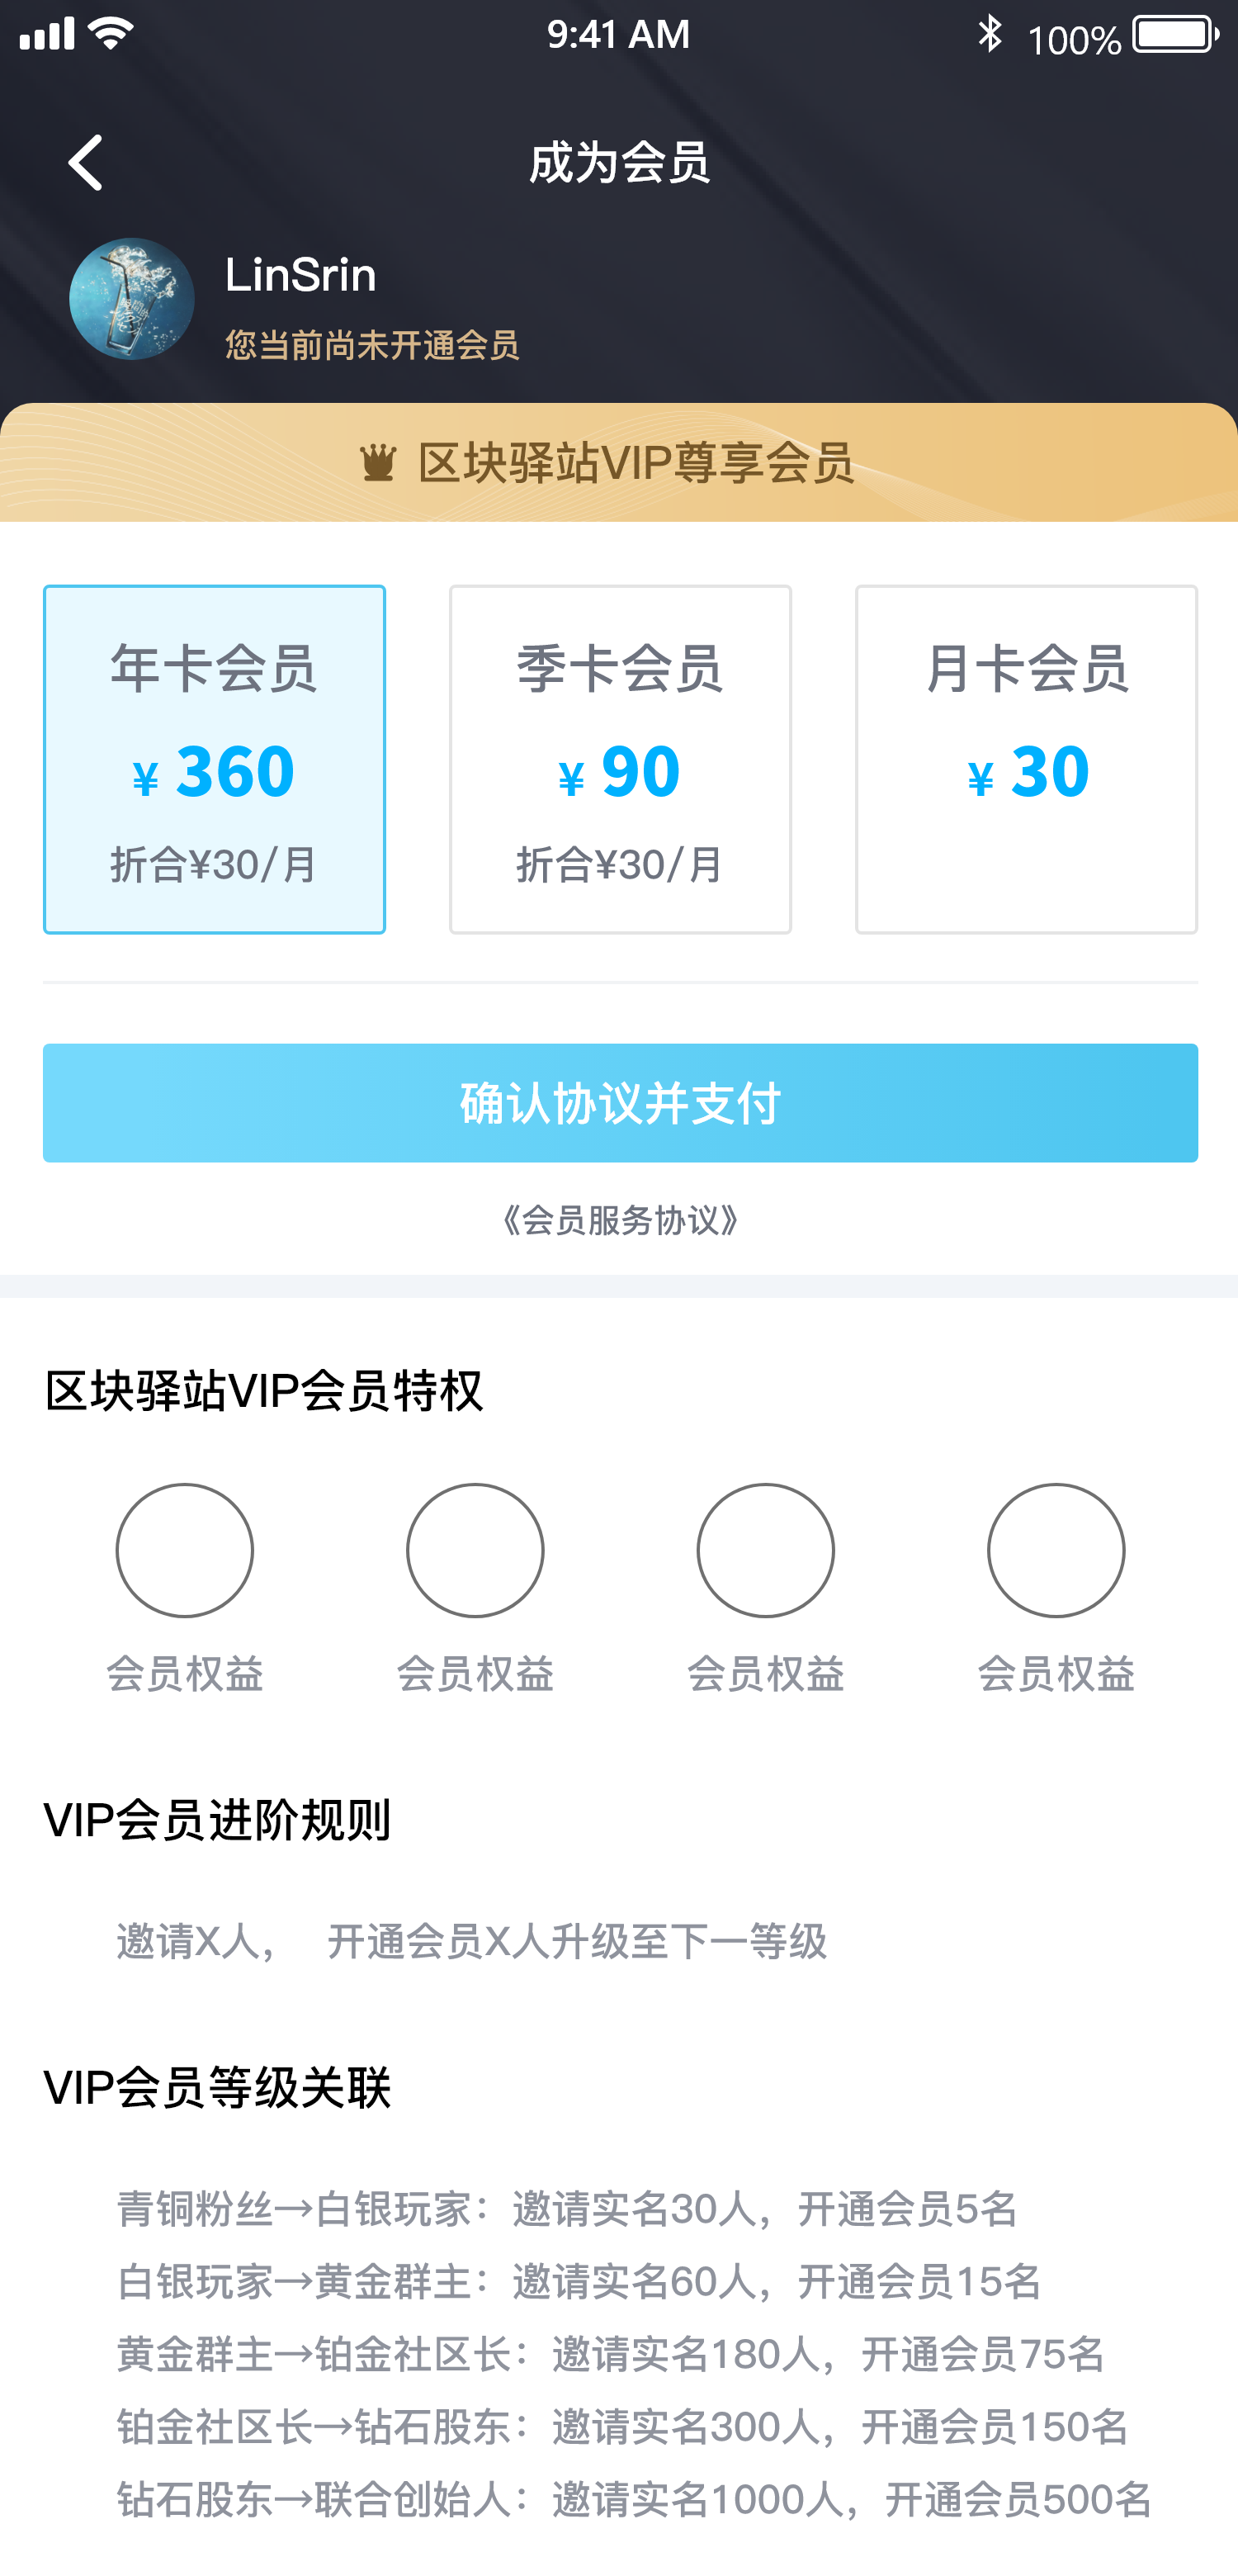 9:41 AM
100%
成为会员
LinSrin
您当前尚未开通会员
区块驿站VIP尊享会员
年卡会员
季卡会员
月卡会员
¥ 360
¥ 90
¥ 30
折合¥30/月
折合¥30/月
确认协议并支付
《会员服务协议》
区块驿站VIP会员特权
会员权益
会员权益
会员权益
会员权益
VIP会员进阶规则
邀请X人， 开通会员X人升级至下一等级
VIP会员等级关联
青铜粉丝→白银玩家：邀请实名30人，开通会员5名
白银玩家→黄金群主：邀请实名60人，开通会员15名
黄金群主→铂金社区长：邀请实名180人，开通会员75名
铂金社区长→钻石股东：邀请实名300人，开通会员150名
钻石股东→联合创始人：邀请实名1000人，开通会员500名